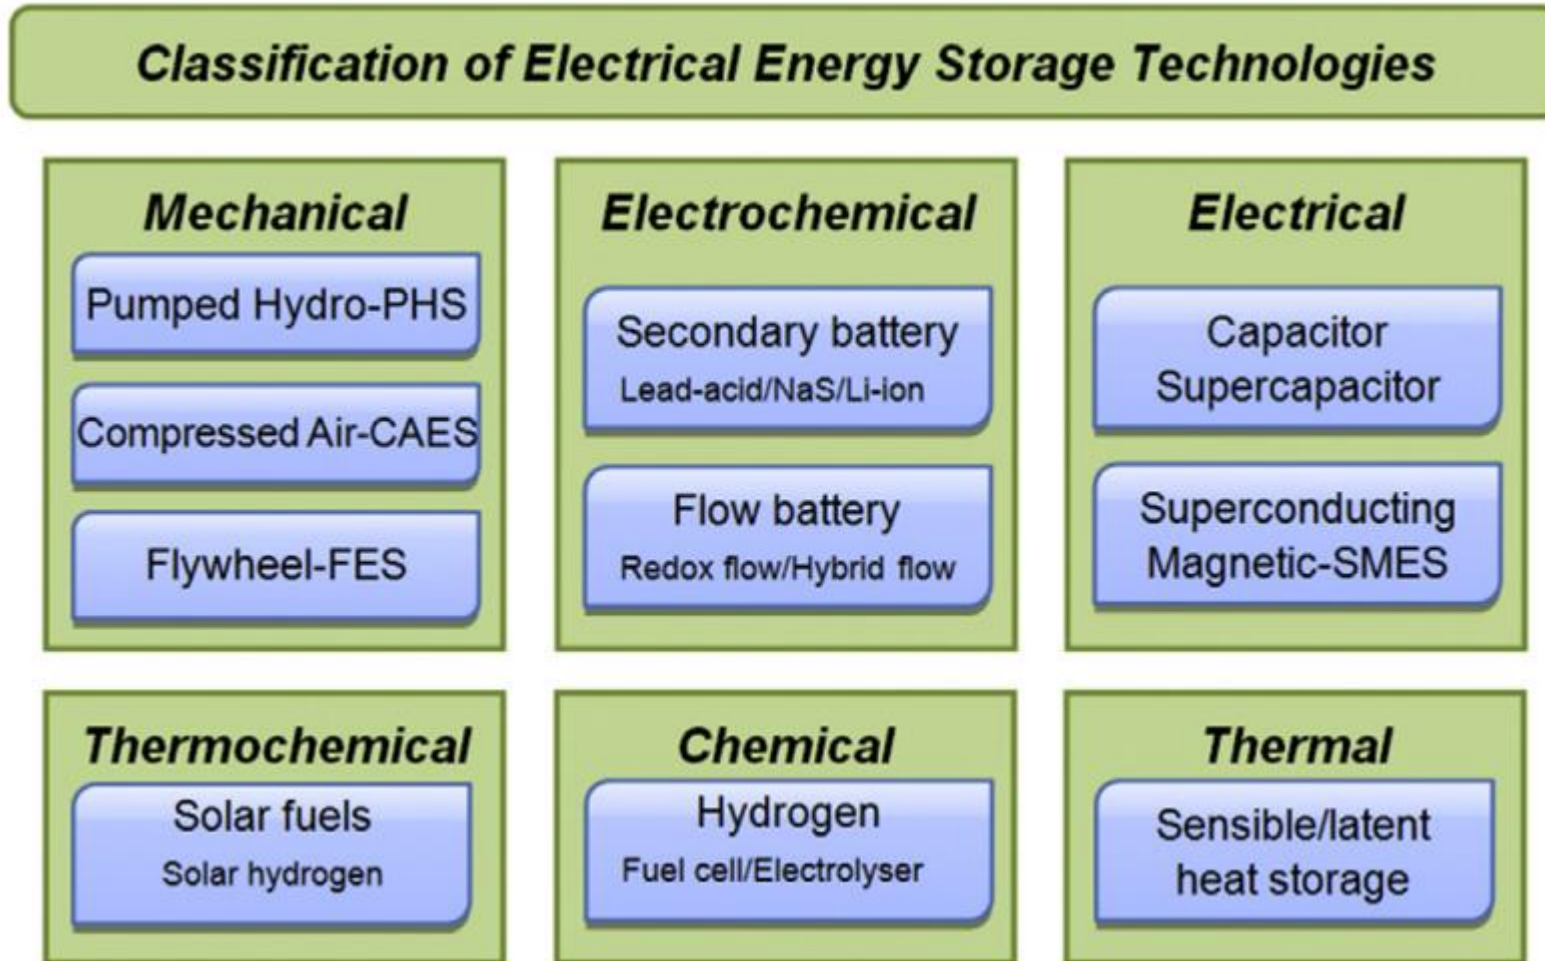 Classification of Electrical Energy Storage Technologies
Mechanical
Pumped Hydro-PHS
Compressed Air-CAES
Flywheel-FES
Electrochemical
Secondary battery
Lead-acid/NaS/Li-ion
Flow battery
Redox flow/Hybrid flow
Electrical
Capacitor
Supercapacitor
Superconducting
Magnetic-SMES
Thermochemical
Solar fuels
Solar hydrogen
Chemical
Hydrogen
Fuel cell/Electrolyser
Thermal
Sensible/latent
heat storage